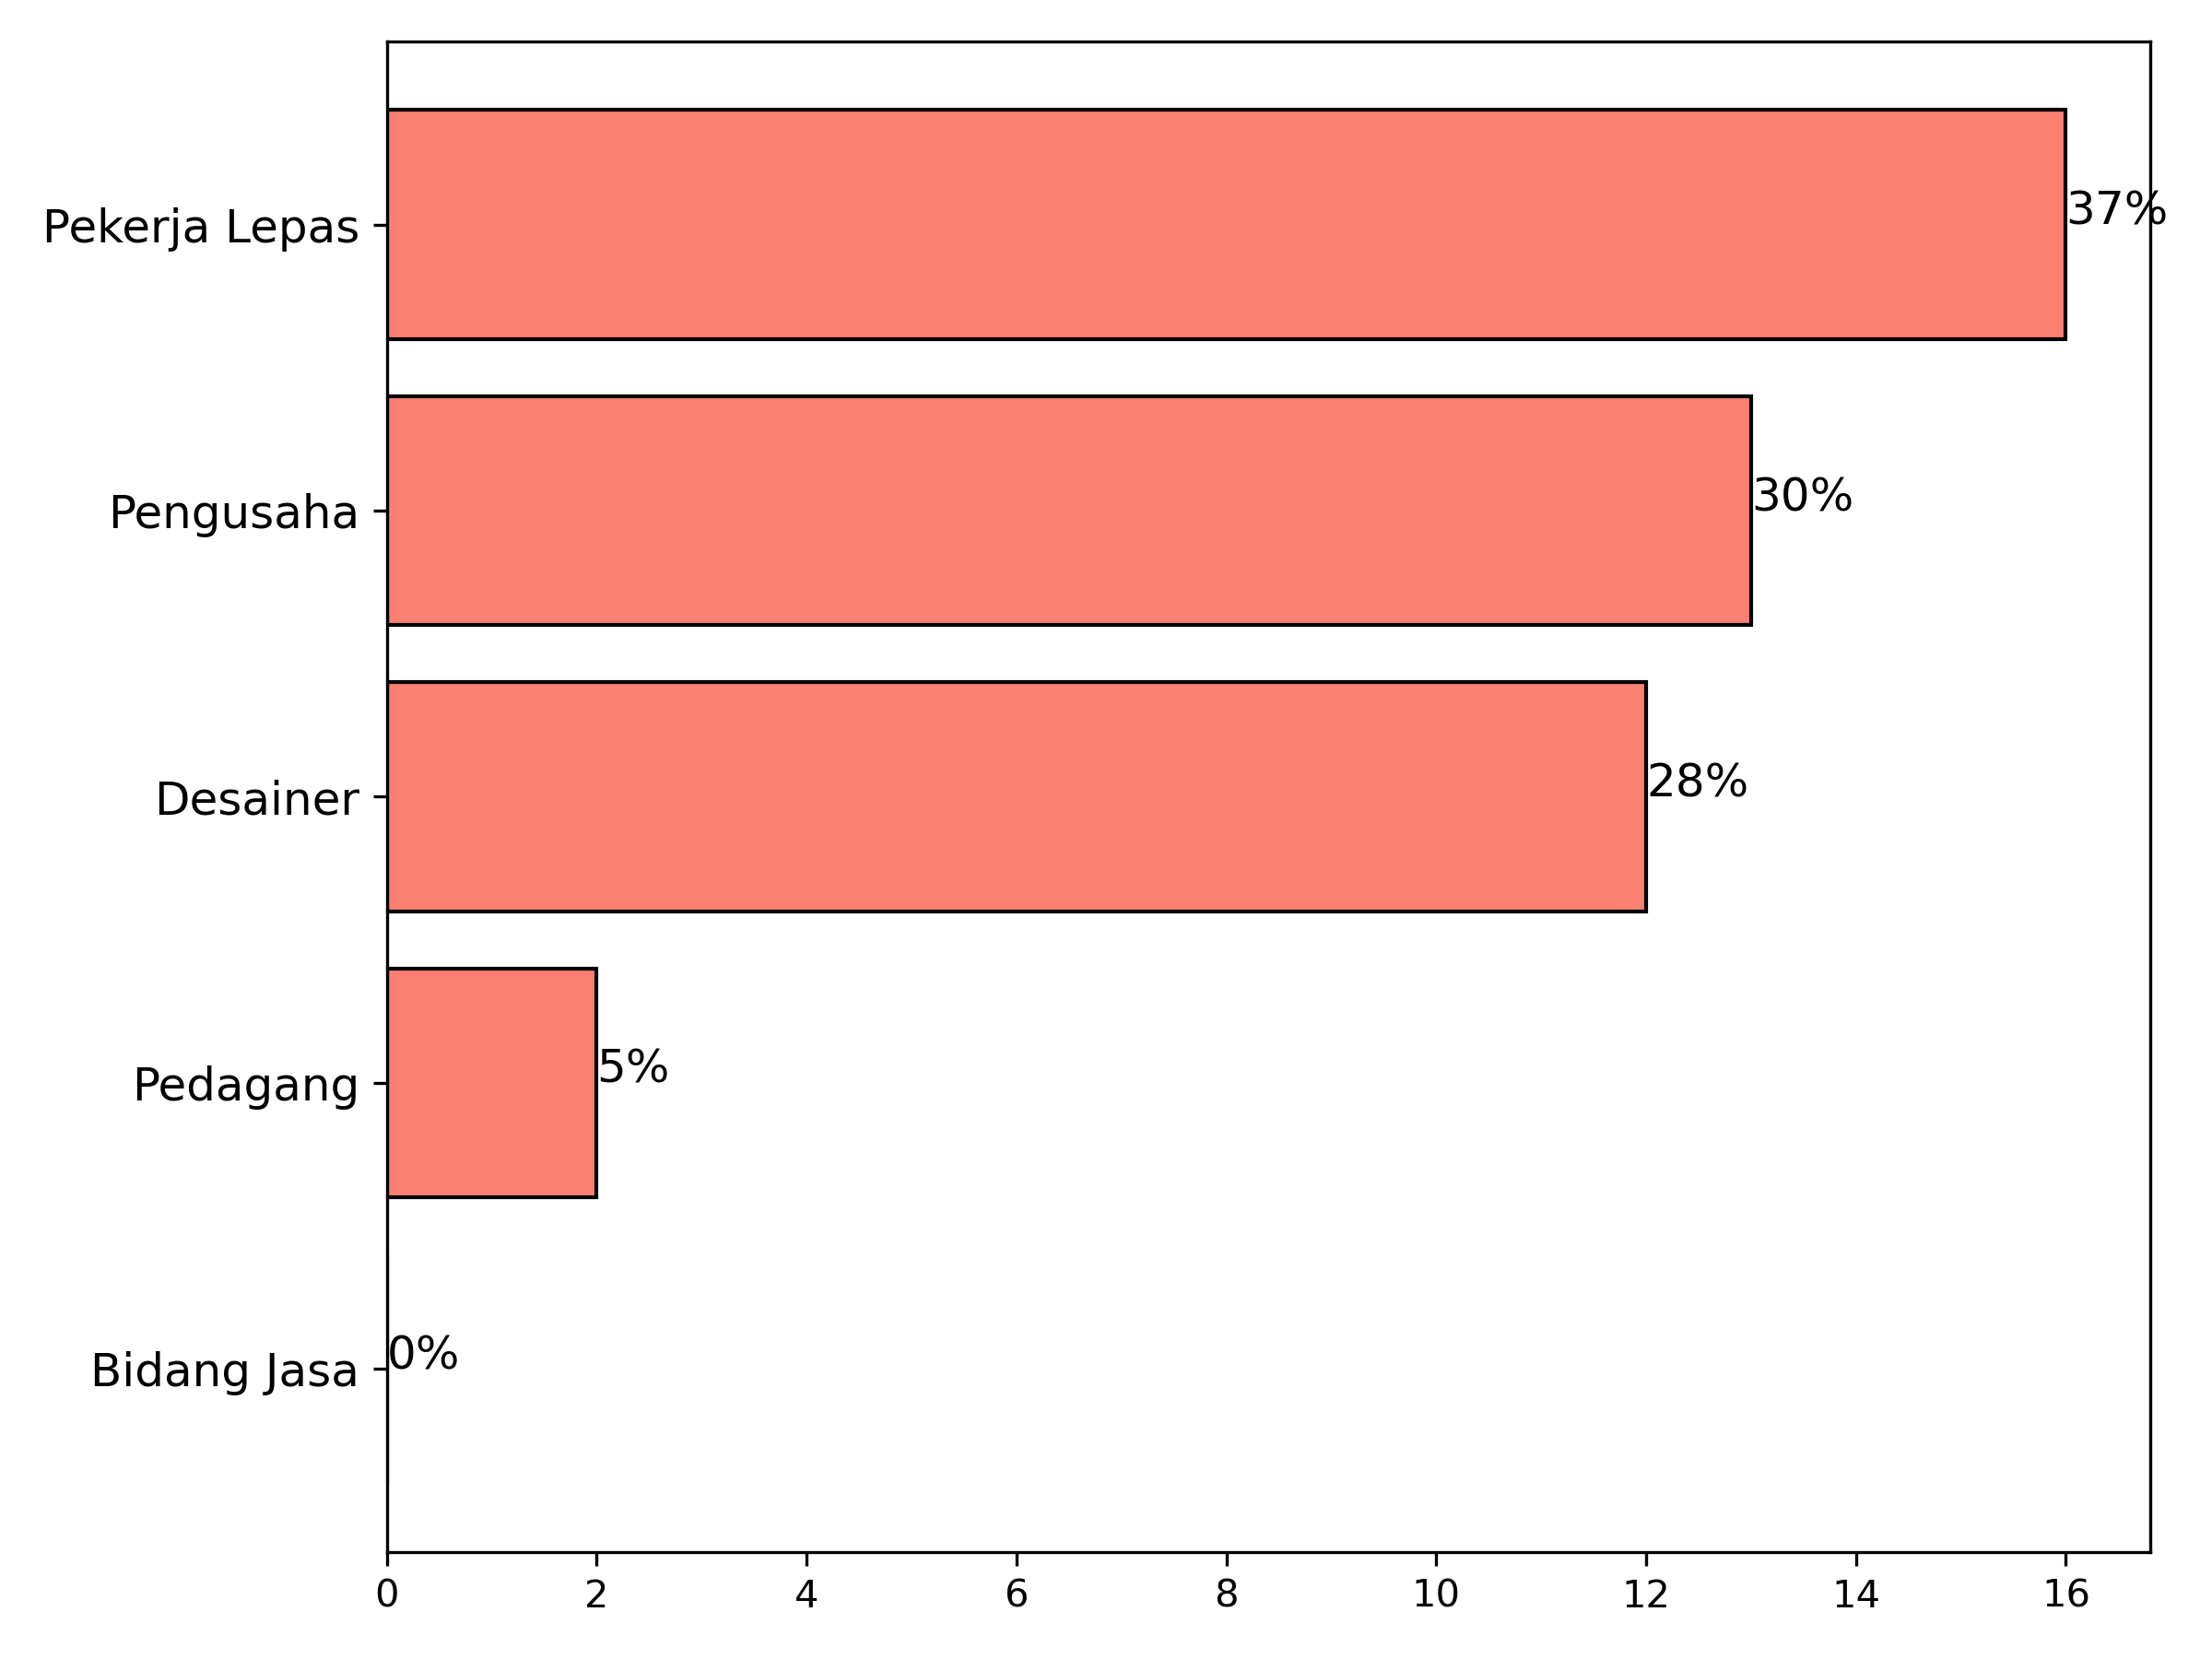 Pekerja Lepas
37%
Pengusaha
30%
Desainer
28%
Pedagang
5%
Bidang Jasa
0%
0 2 4 6 8 10 12 14 16